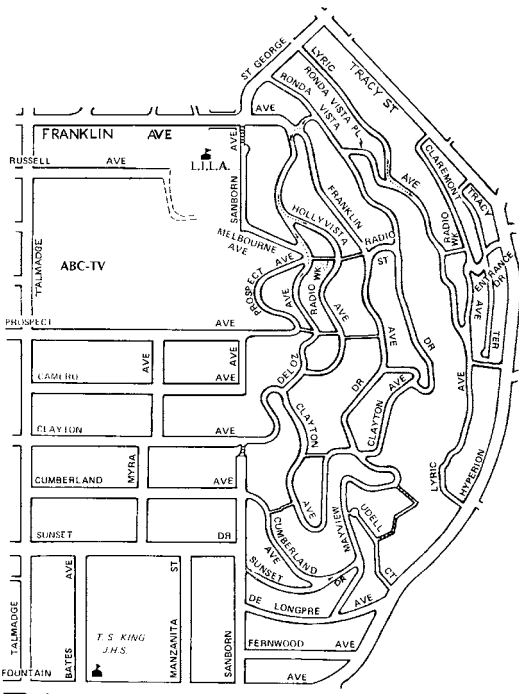 ST GEORGE
LYRIC
TRACY ST
RONDA VISTA PL
RONDA
VISTA
AVE
FRANKLIN AVE
AVE
RUSSELL AVE
L.I.L.A.
SANBORN
AVE
CLAREMONT
TRACY
FRANKLIN
HOLLYVISTA
RADIO WK
ENTRANCE
DR
MELBOURNE
AVE
RADIO
ST
TALMADGE
ABC-TV
AVE
PROSPECT
AVE
RADIO WK
AVE
AVE
TER
PROSPECT AVE
AVE
DR
AVE
AVE
DELOZ
CAMERO AVE
DR
AVE
CLAYTON
CLAYTON AVE
CLAYTON
AVE
LYRIC
HYPERION
MYRA
CUMBERLAND AVE
MAYVIEW
UDELL
SUNSET DR
CUMBERLAND
AVE
SUNSET
DR
CT
AVE
ST
DE LONGPRE AVE
TALMADGE
BATES
MANZANITA
SANBORN
T. S. KING
J.H.S.
FERNWOOD AVE
FOUNTAIN AVE